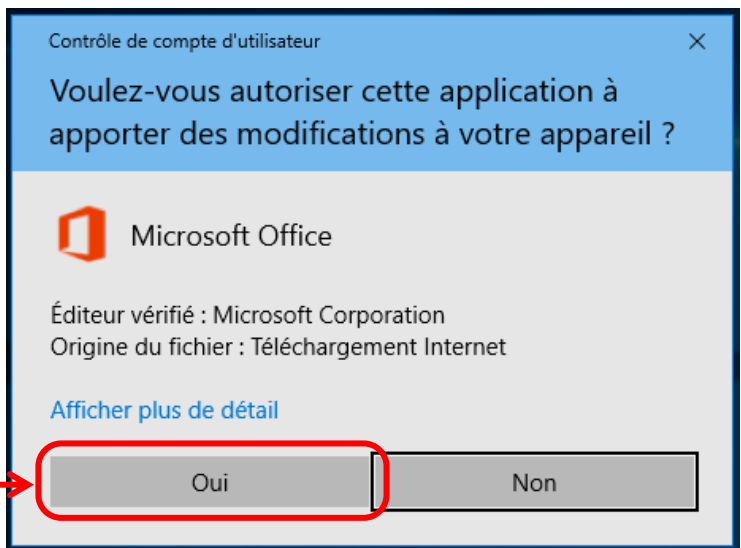 Contrôle de compte d'utilisateur
Voulez-vous autoriser cette application à
apporter des modifications à votre appareil ?
Microsoft Office
Éditeur vérifié : Microsoft Corporation
Origine du fichier : Téléchargement Internet
Afficher plus de détail
Oui
Non